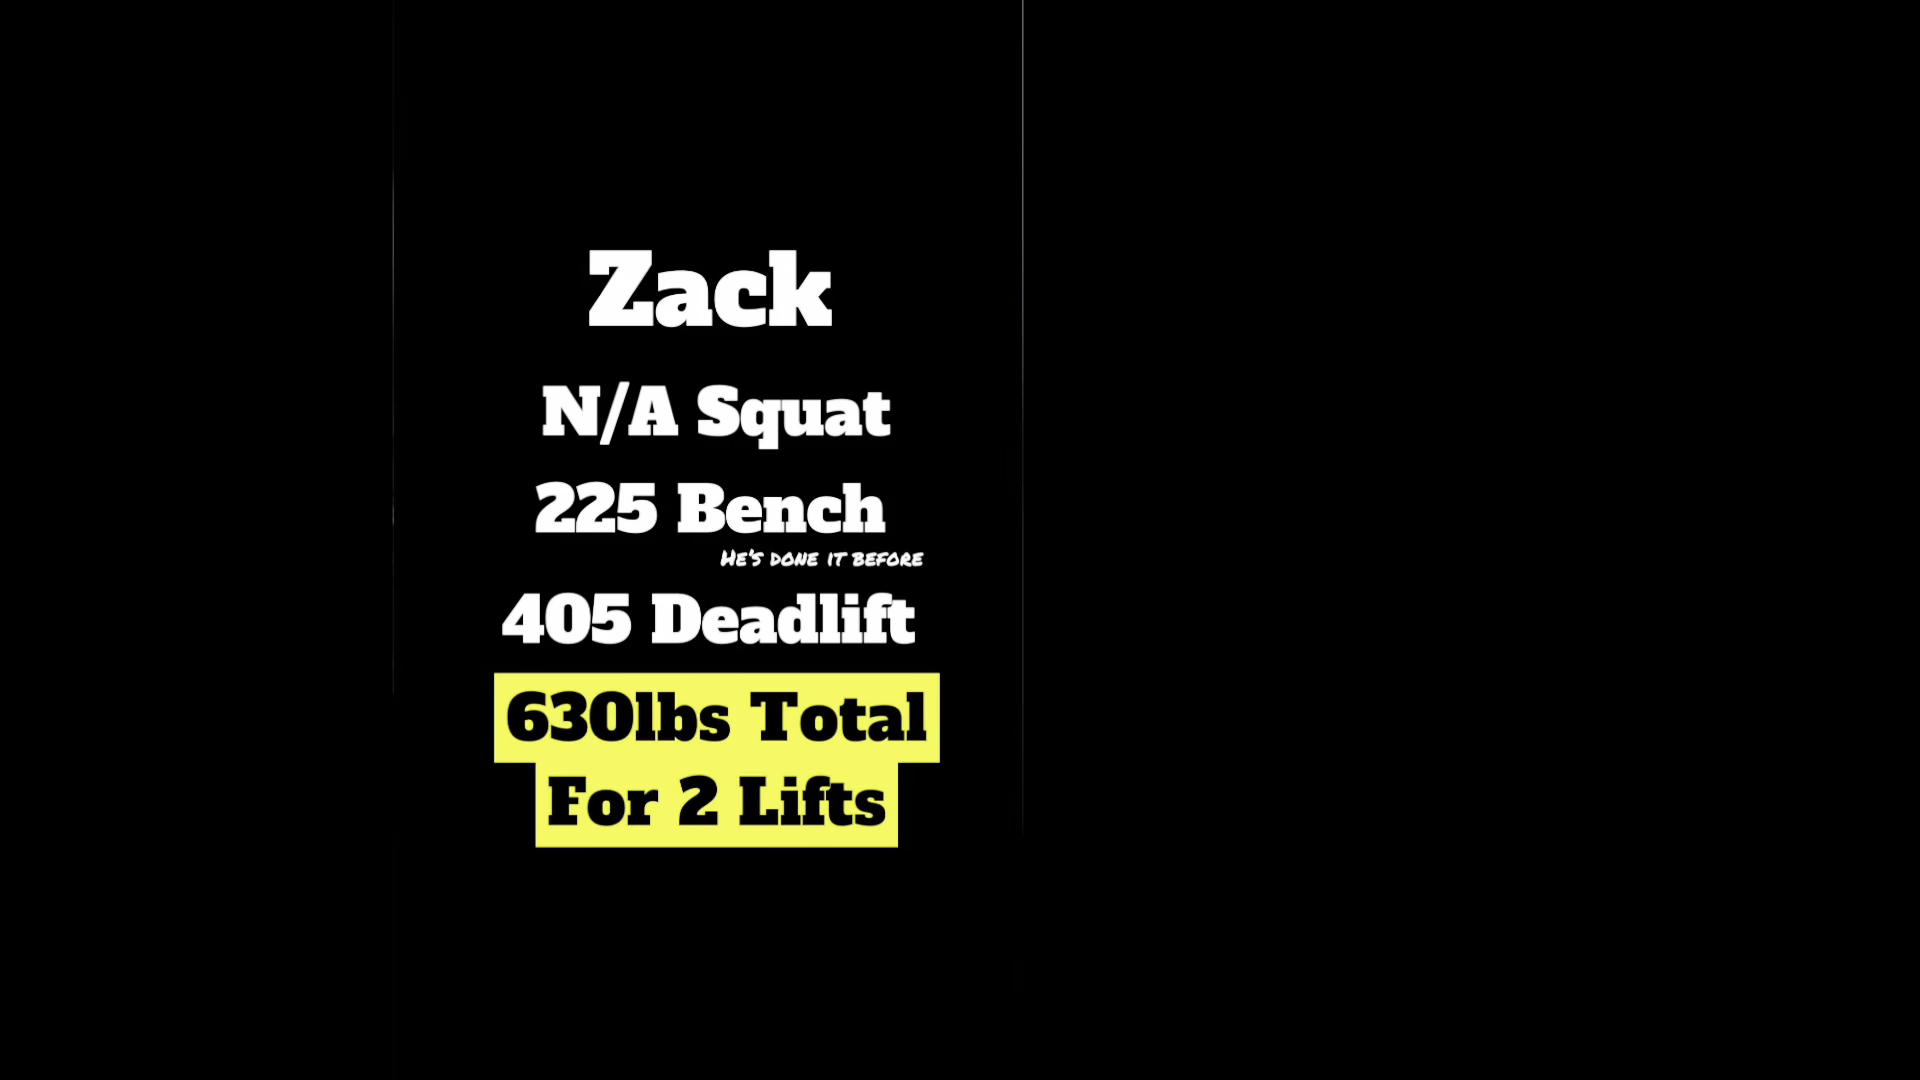 Zack
N/A Squat
225 Bench
He's done it before
405 Deadlift
630lbs Total
For 2 Lifts